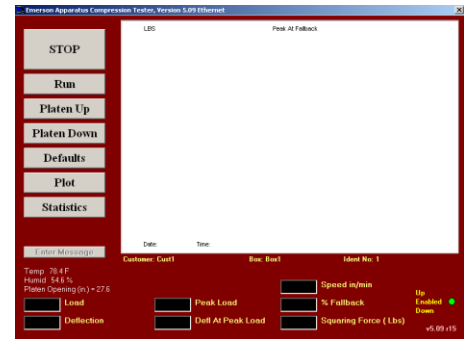 Emerson Apparatus Compression Tester, Version 5.09 Ethernet
LBS Peak At Fallback
STOP
Run
Platen Up
Platen Down
Defaults
Plot
Statistics
Enter Message
Date: Time:
Customer: Cust1 Box: Box1 Ident No: 1
Temp 78.4 F
Humid 54.6 %
Platen Opening (in.) = 27.6
Speed in/min
Load Peak Load % Fallback
Deflection Defl At Peak Load Squaring Force ( Lbs)
Up
Enabled
Down
v5.09 r15